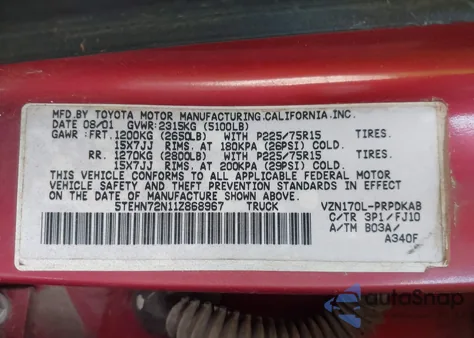 MFD.BY TOYOTA MOTOR MANUFACTURING.CALIFORNIA.INC.
DATE 08/01 GVWR:2315KG (5100LB)
GAWR: FRT.1200KG (2650LB) WITH P225/75R15 TIRES.
15X7JJ RIMS. AT 180KPA (26PSI) COLD.
RR. 1270KG (2800LB) WITH P225/75R15 TIRES.
15X7JJ RIMS. AT 200KPA (29PSI) COLD.
THIS VEHICLE CONFORMS TO ALL APPLICABLE FEDERAL MOTOR
VEHICLE SAFETY AND THEFT PREVENTION STANDARDS IN
EFFECT ON THE DATE OF MANUFACTURE SHOWN ABOVE.
5TEHN72N11Z868967 TRUCK VZN170L-PRPDKAB
C/TR 3P1/FJ10
A/TM B03A/
A340F
autoSnap